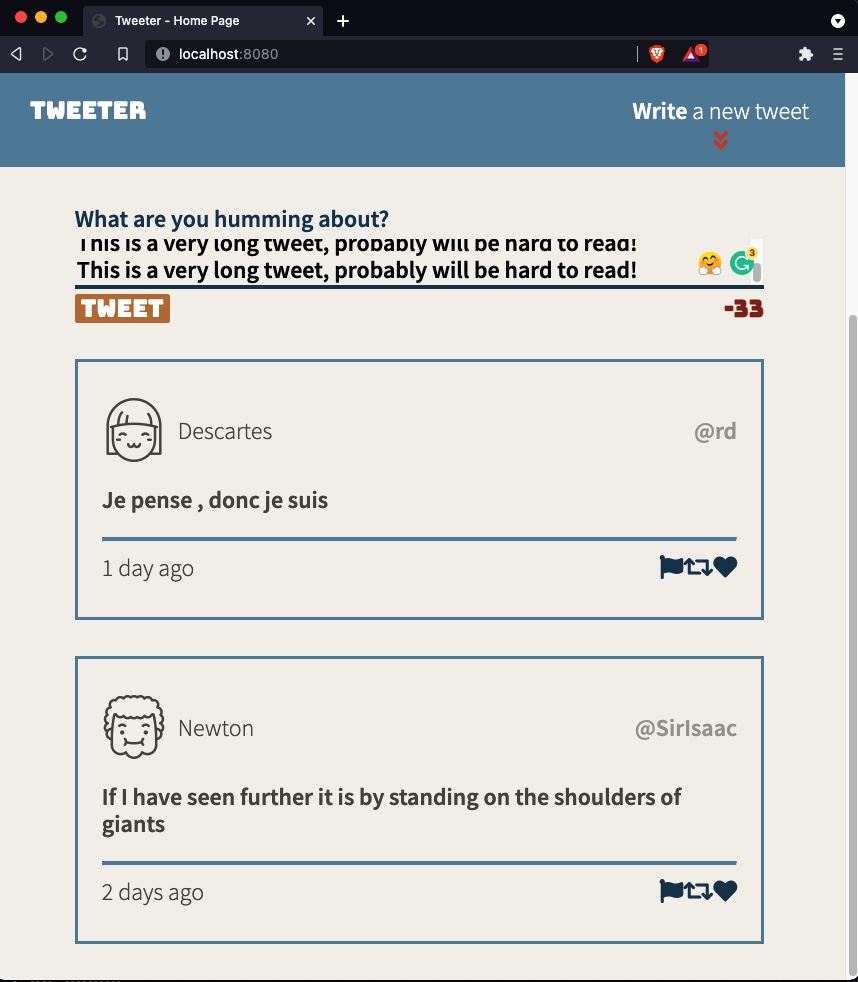 Tweeter - Home Page
localhost:8080
1
TWEETER
Write a new tweet
What are you humming about?
This is a very long tweet, probably will be hard to read!
This is a very long tweet, probably will be hard to read!
3
TWEET
-33
Descartes
@rd
Je pense , donc je suis
1 day ago
Newton
@SirIsaac
If I have seen further it is by standing on the shoulders of
giants
2 days ago